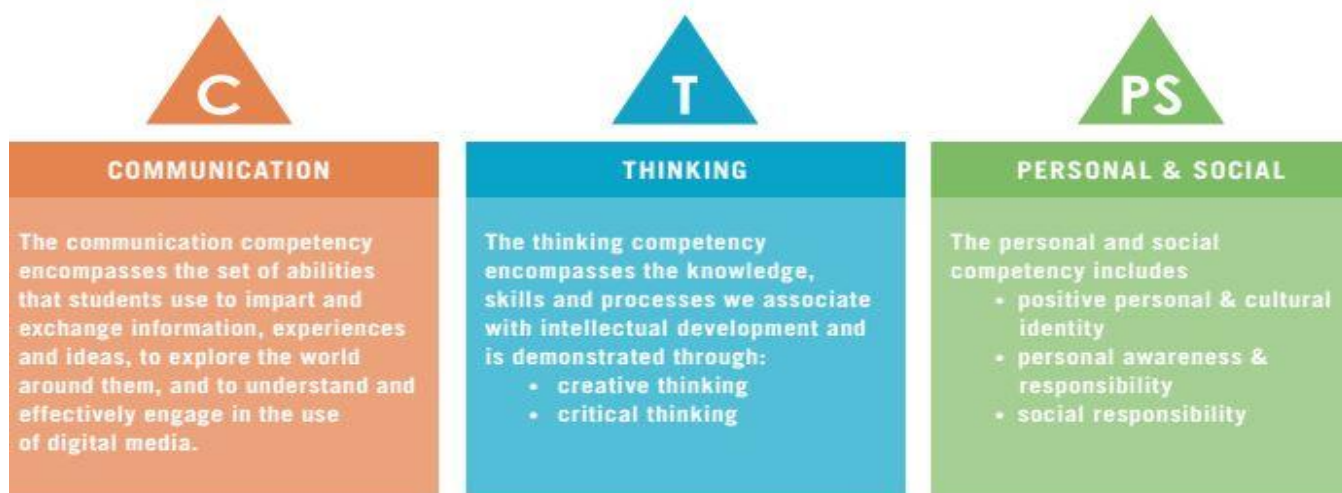 C
COMMUNICATION
The communication competency
encompasses the set of abilities
that students use to impart and
exchange information, experiences
and ideas, to explore the world
around them, and to understand and
effectively engage in the use
of digital media.
T
THINKING
The thinking competency
encompasses the knowledge,
skills and processes we associate
with intellectual development and
is demonstrated through:
• creative thinking
• critical thinking
PS
PERSONAL & SOCIAL
The personal and social
competency includes
• positive personal & cultural
identity
• personal awareness &
responsibility
• social responsibility